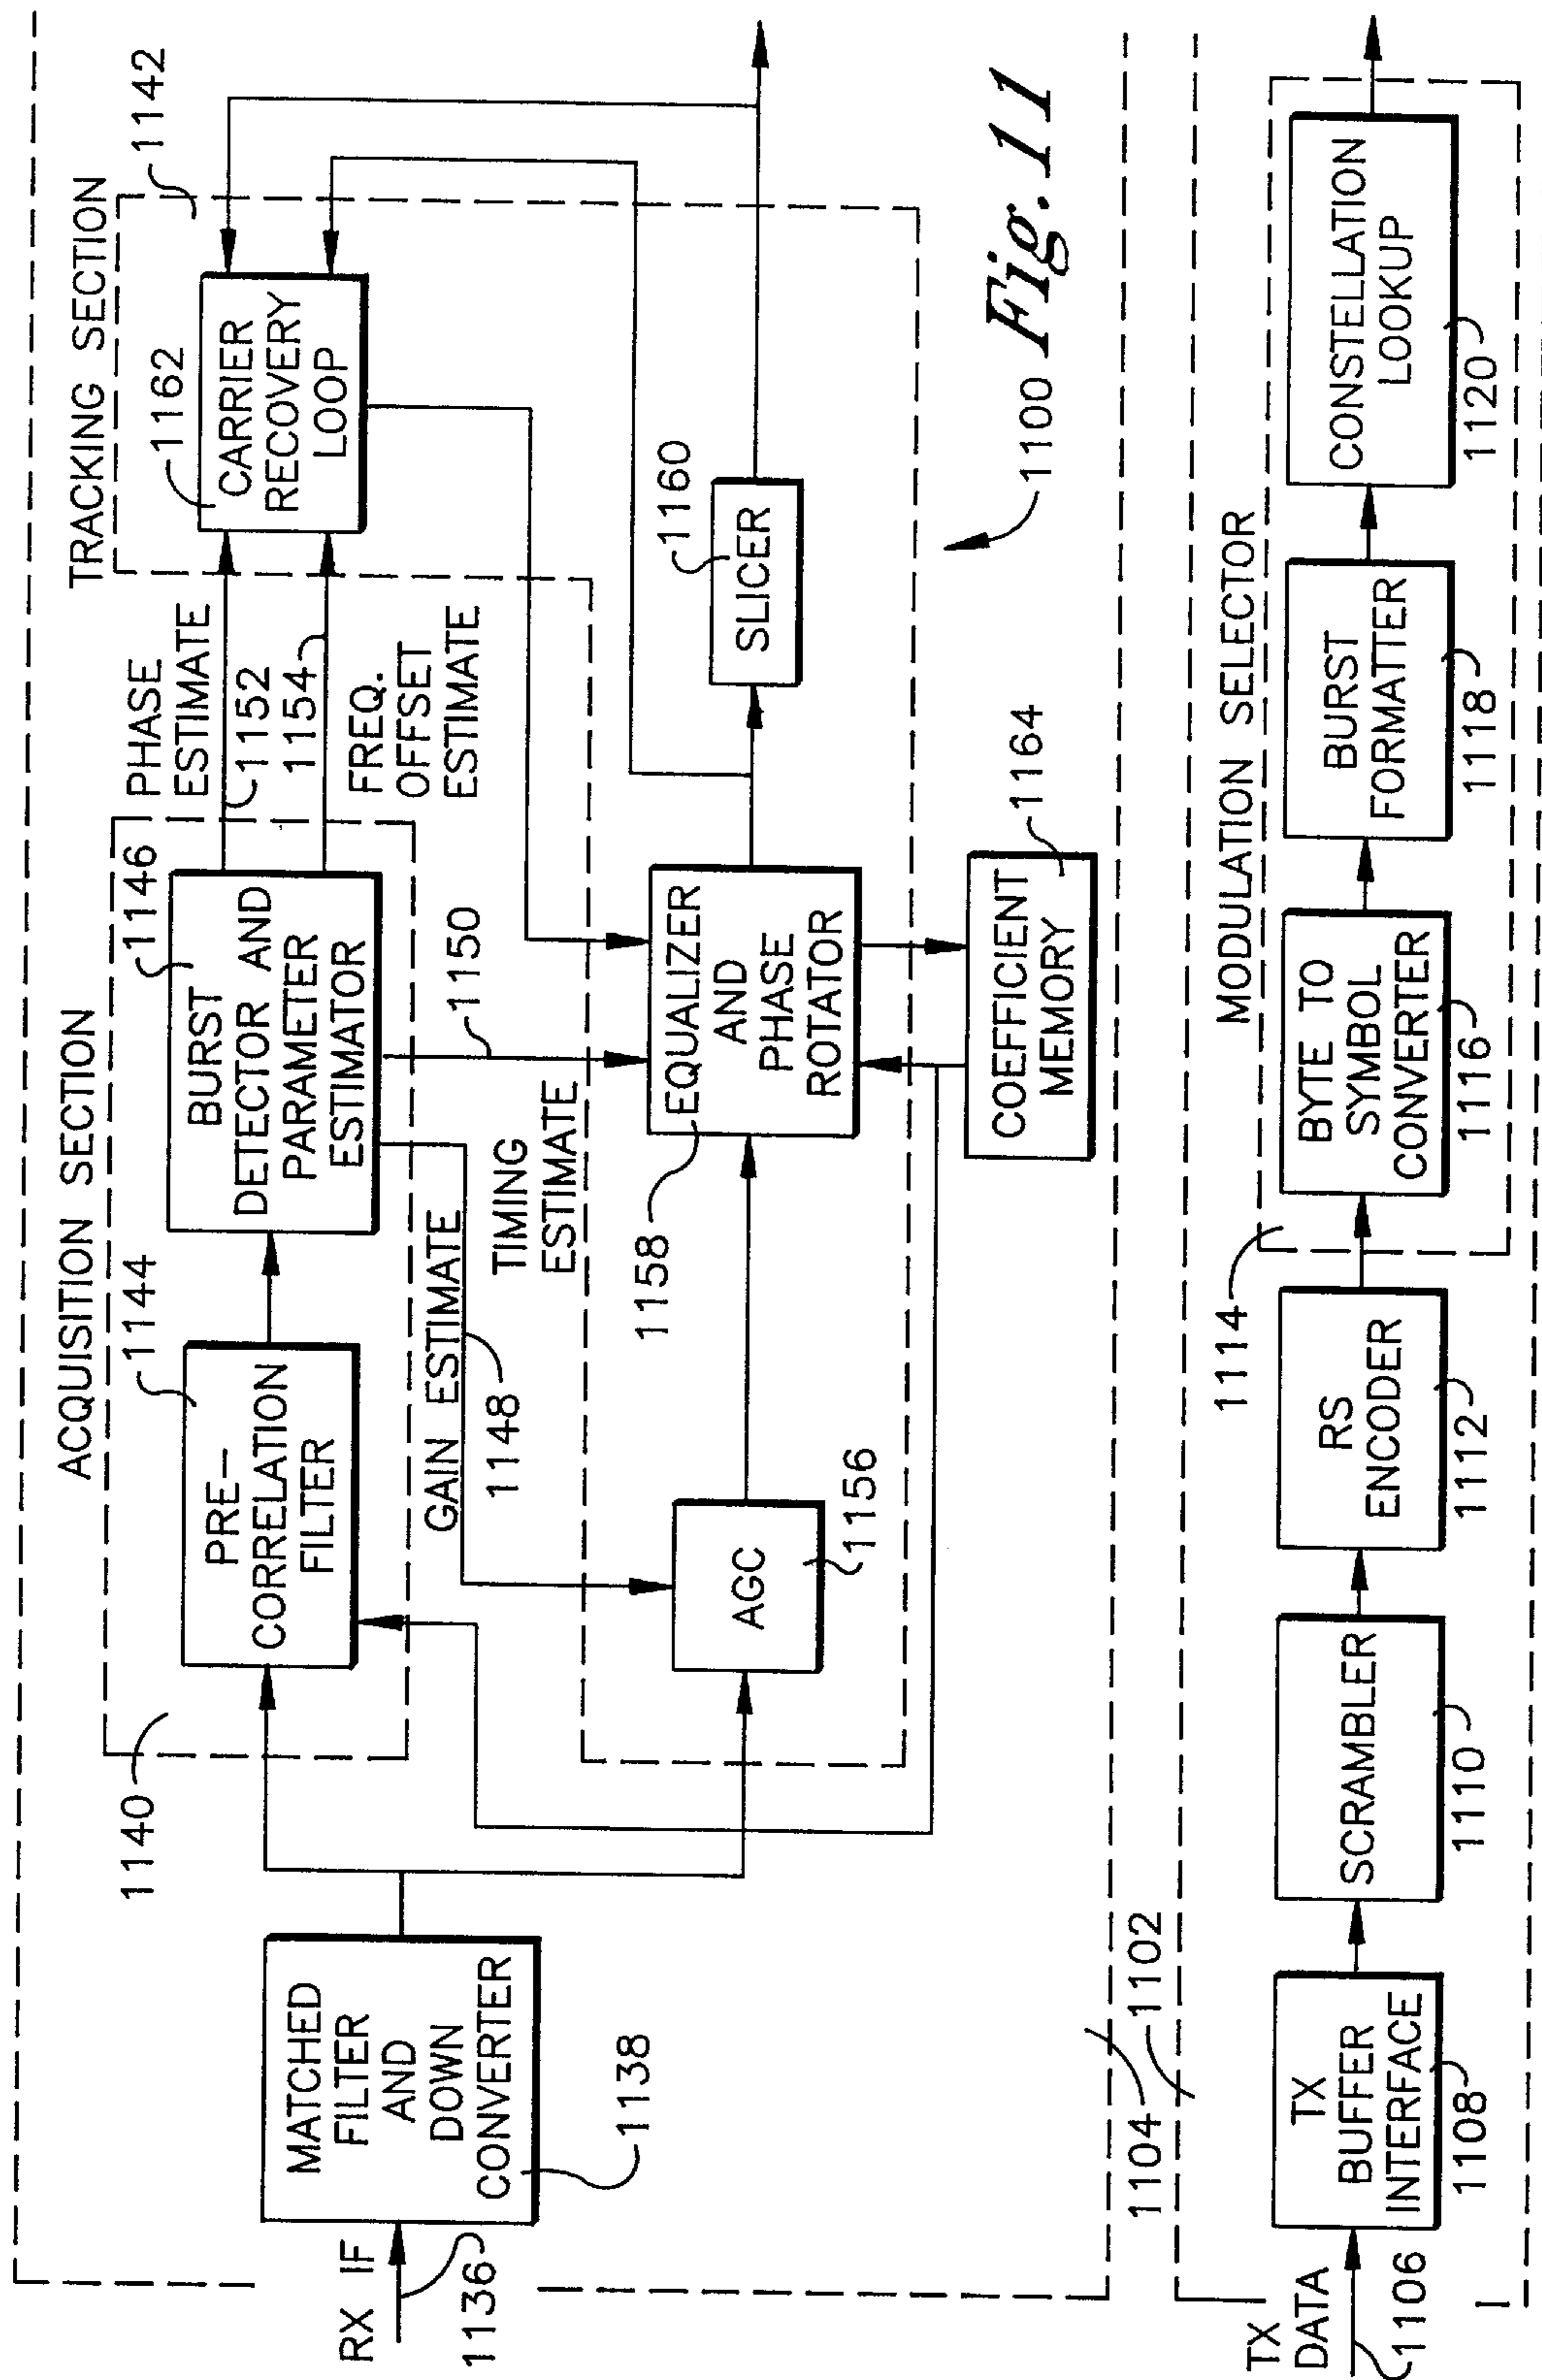 RX IF
1136
MATCHED
FILTER
AND
DOWN
CONVERTER
1138
ACQUISITION SECTION
1140
PRE-
CORRELATION
FILTER
1144
BURST
DETECTOR AND
PARAMETER
ESTIMATOR
1146
PHASE
ESTIMATE
1152
1154
FREQ.
OFFSET
ESTIMATE
TRACKING SECTION
1142
CARRIER
RECOVERY
LOOP
1162
GAIN ESTIMATE
1148
TIMING
ESTIMATE
1150
AGC
1156
EQUALIZER
AND
PHASE
ROTATOR
1158
SLICER
1160
COEFFICIENT
MEMORY
1164
1100
Fig. 11
1104
1102
TX
DATA
1106
TX
BUFFER
INTERFACE
1108
SCRAMBLER
1110
RS
ENCODER
1112
MODULATION SELECTOR
1114
BYTE TO
SYMBOL
CONVERTER
1116
BURST
FORMATTER
1118
CONSTELLATION
LOOKUP
1120